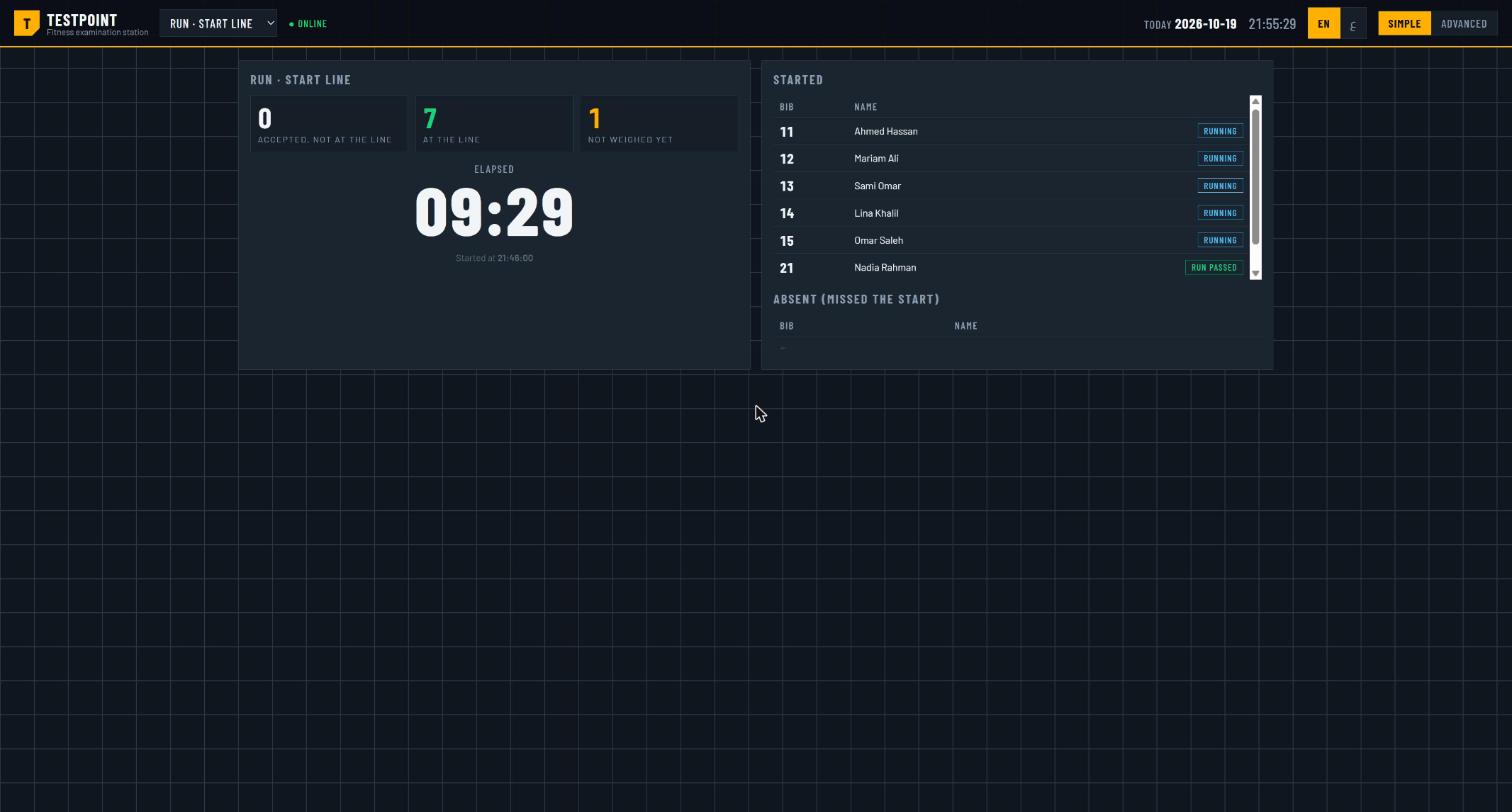 T
TESTPOINT
Fitness examination station
RUN · START LINE
ONLINE
TODAY 2026-10-19 21:55:29
EN
ع
SIMPLE
ADVANCED
RUN · START LINE
0
ACCEPTED, NOT AT THE LINE
7
AT THE LINE
1
NOT WEIGHED YET
ELAPSED
09:29
Started at 21:46:00
STARTED
BIB NAME
11 Ahmed Hassan RUNNING
12 Mariam Ali RUNNING
13 Sami Omar RUNNING
14 Lina Khalil RUNNING
15 Omar Saleh RUNNING
21 Nadia Rahman RUN PASSED
ABSENT (MISSED THE START)
BIB NAME
—